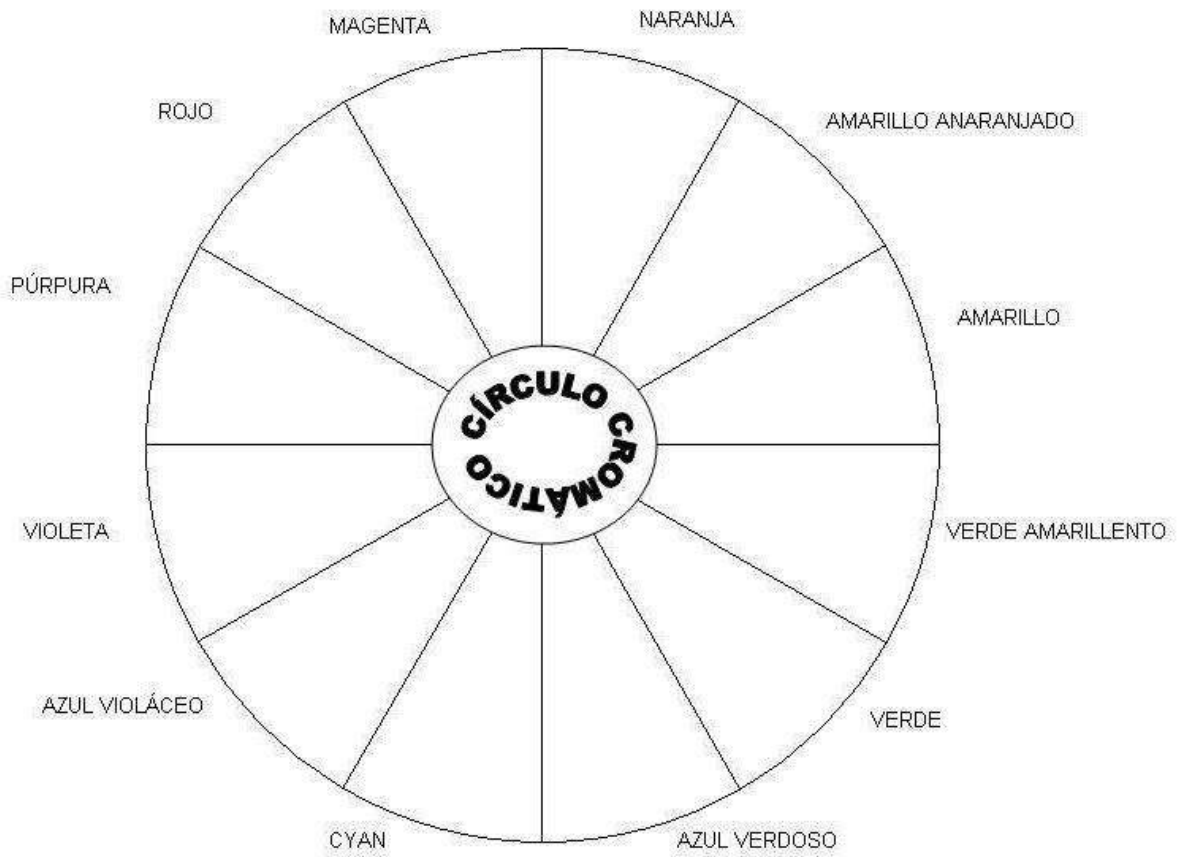 MAGENTA
NARANJA
ROJO
AMARILLO ANARANJADO
PÚRPURA
AMARILLO
CÍRCULO CROMÁTICO
VIOLETA
VERDE AMARILLENTO
AZUL VIOLÁCEO
VERDE
CYAN
AZUL VERDOSO